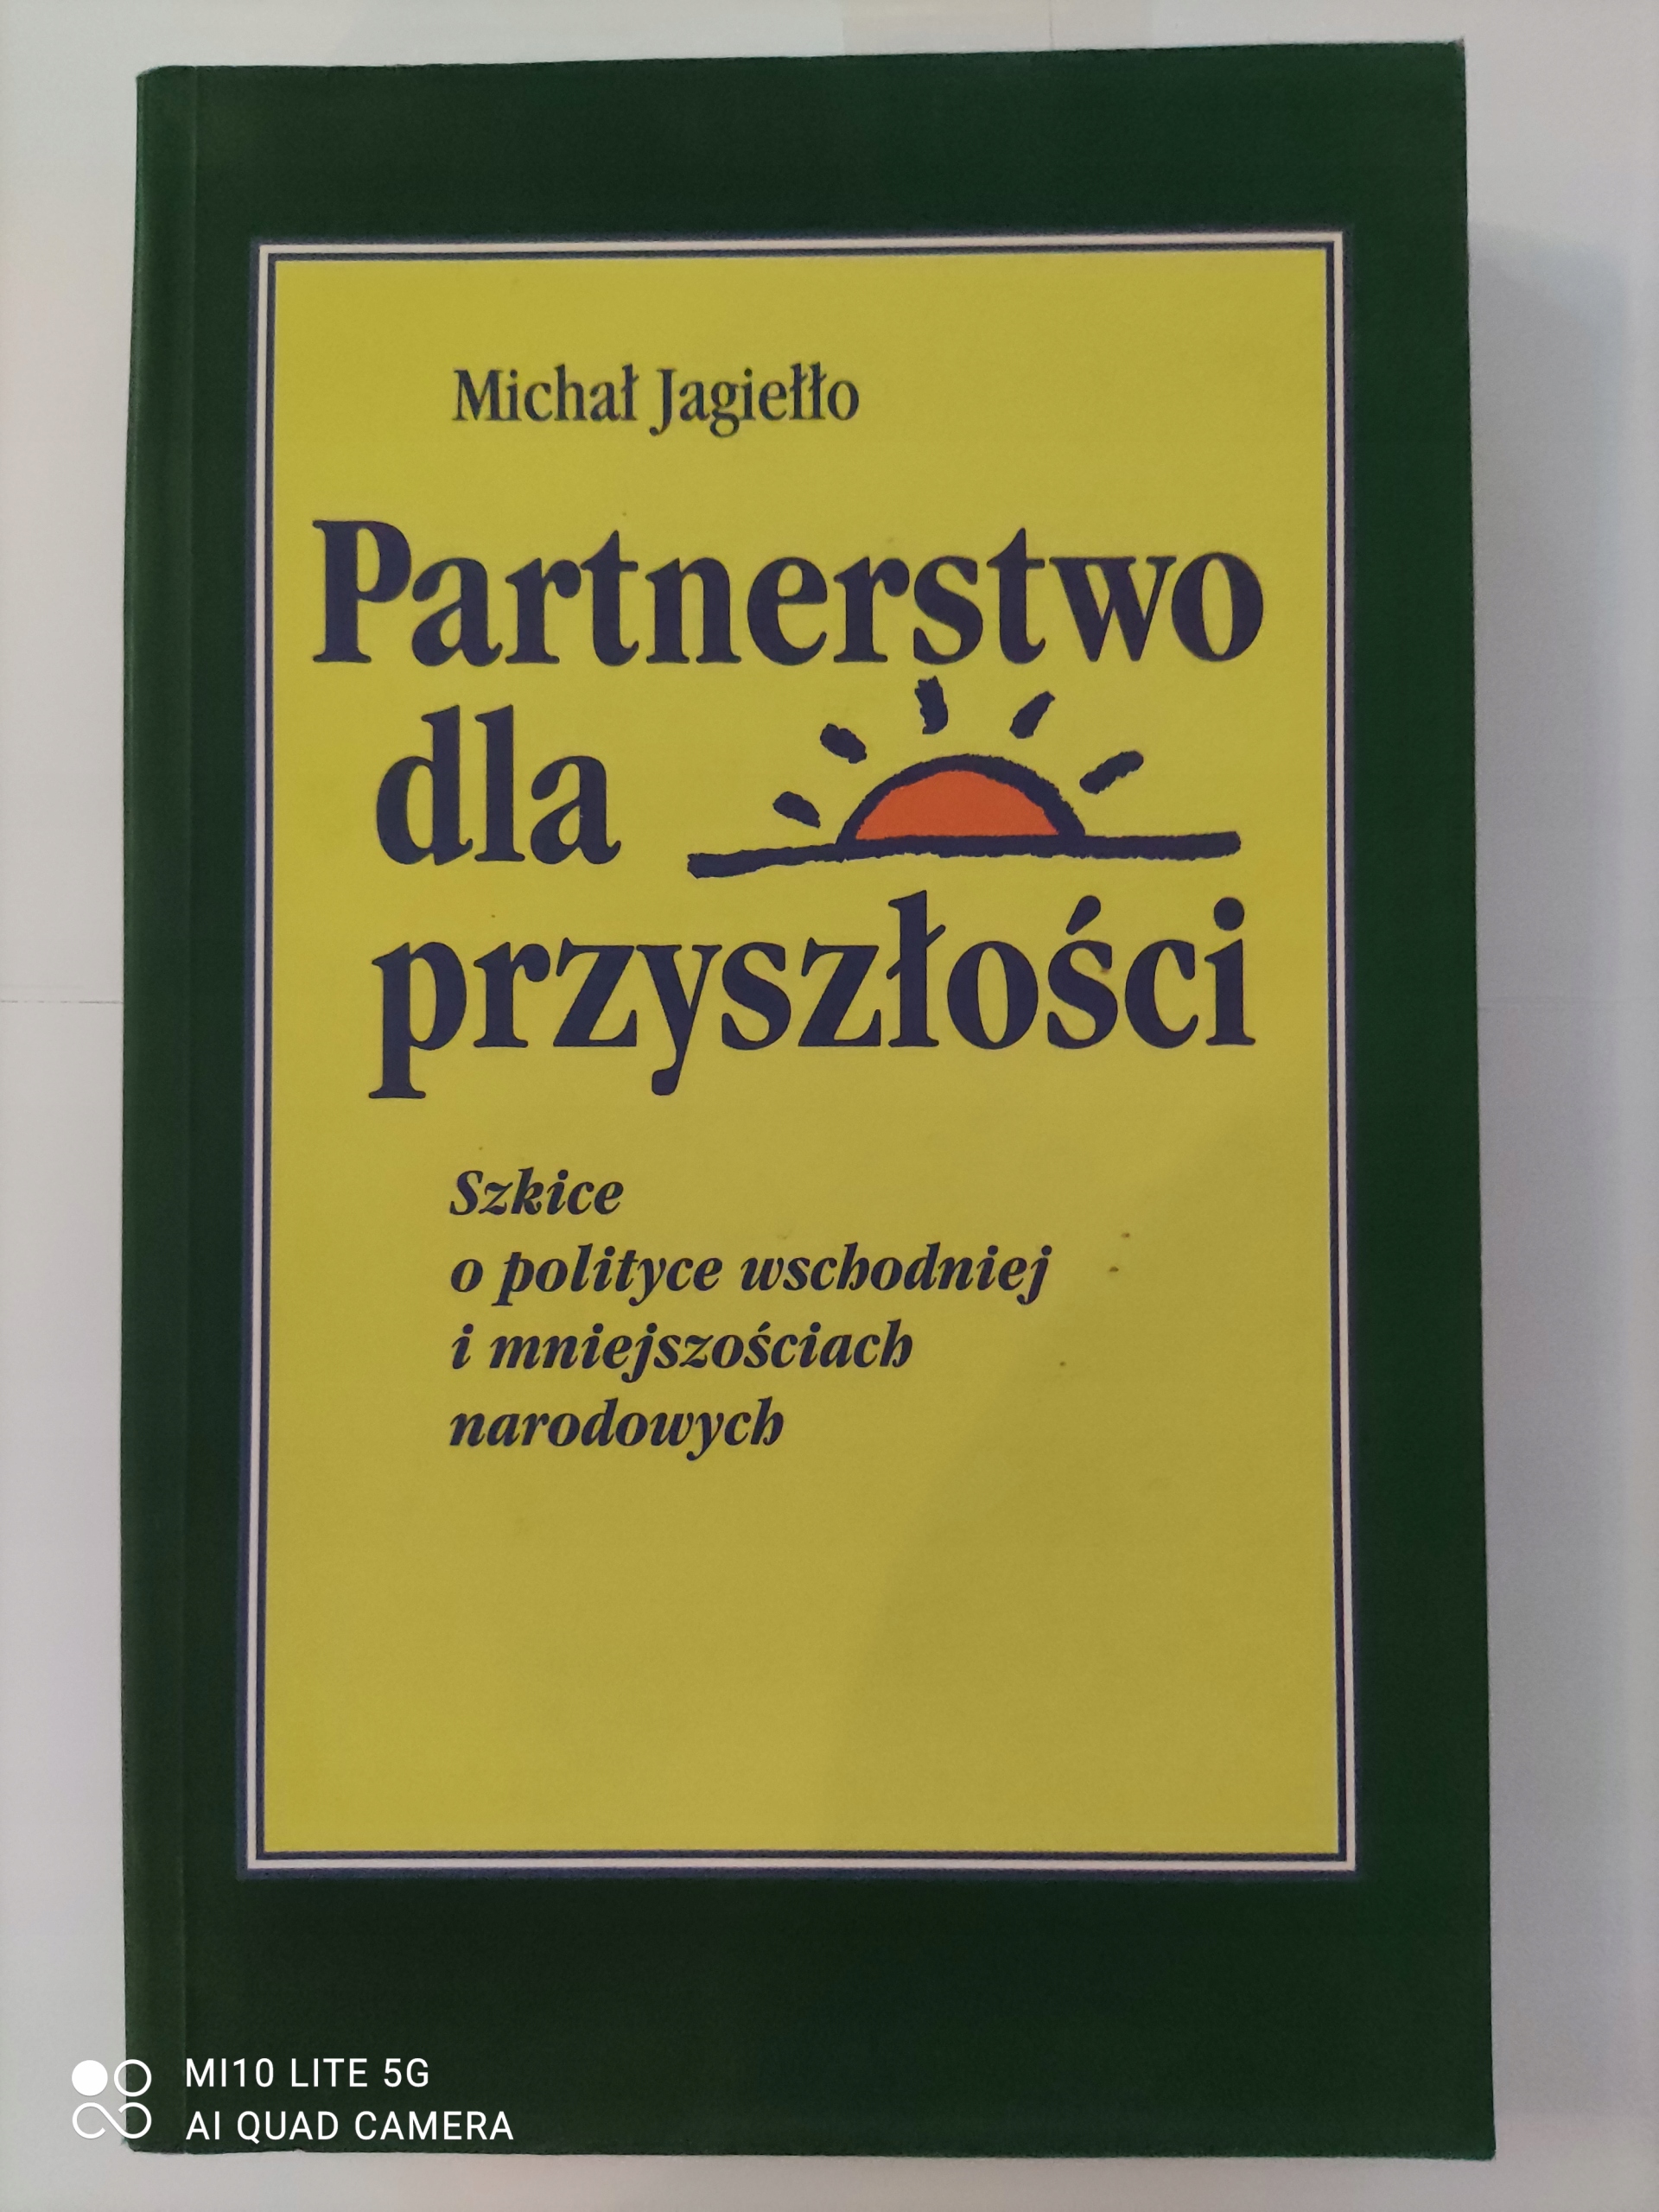 Michał Jagiełło
Partnerstwo
dla
przyszłości
Szkice
o polityce wschodniej
i mniejszościach
narodowych
MI10 LITE 5G
AI QUAD CAMERA